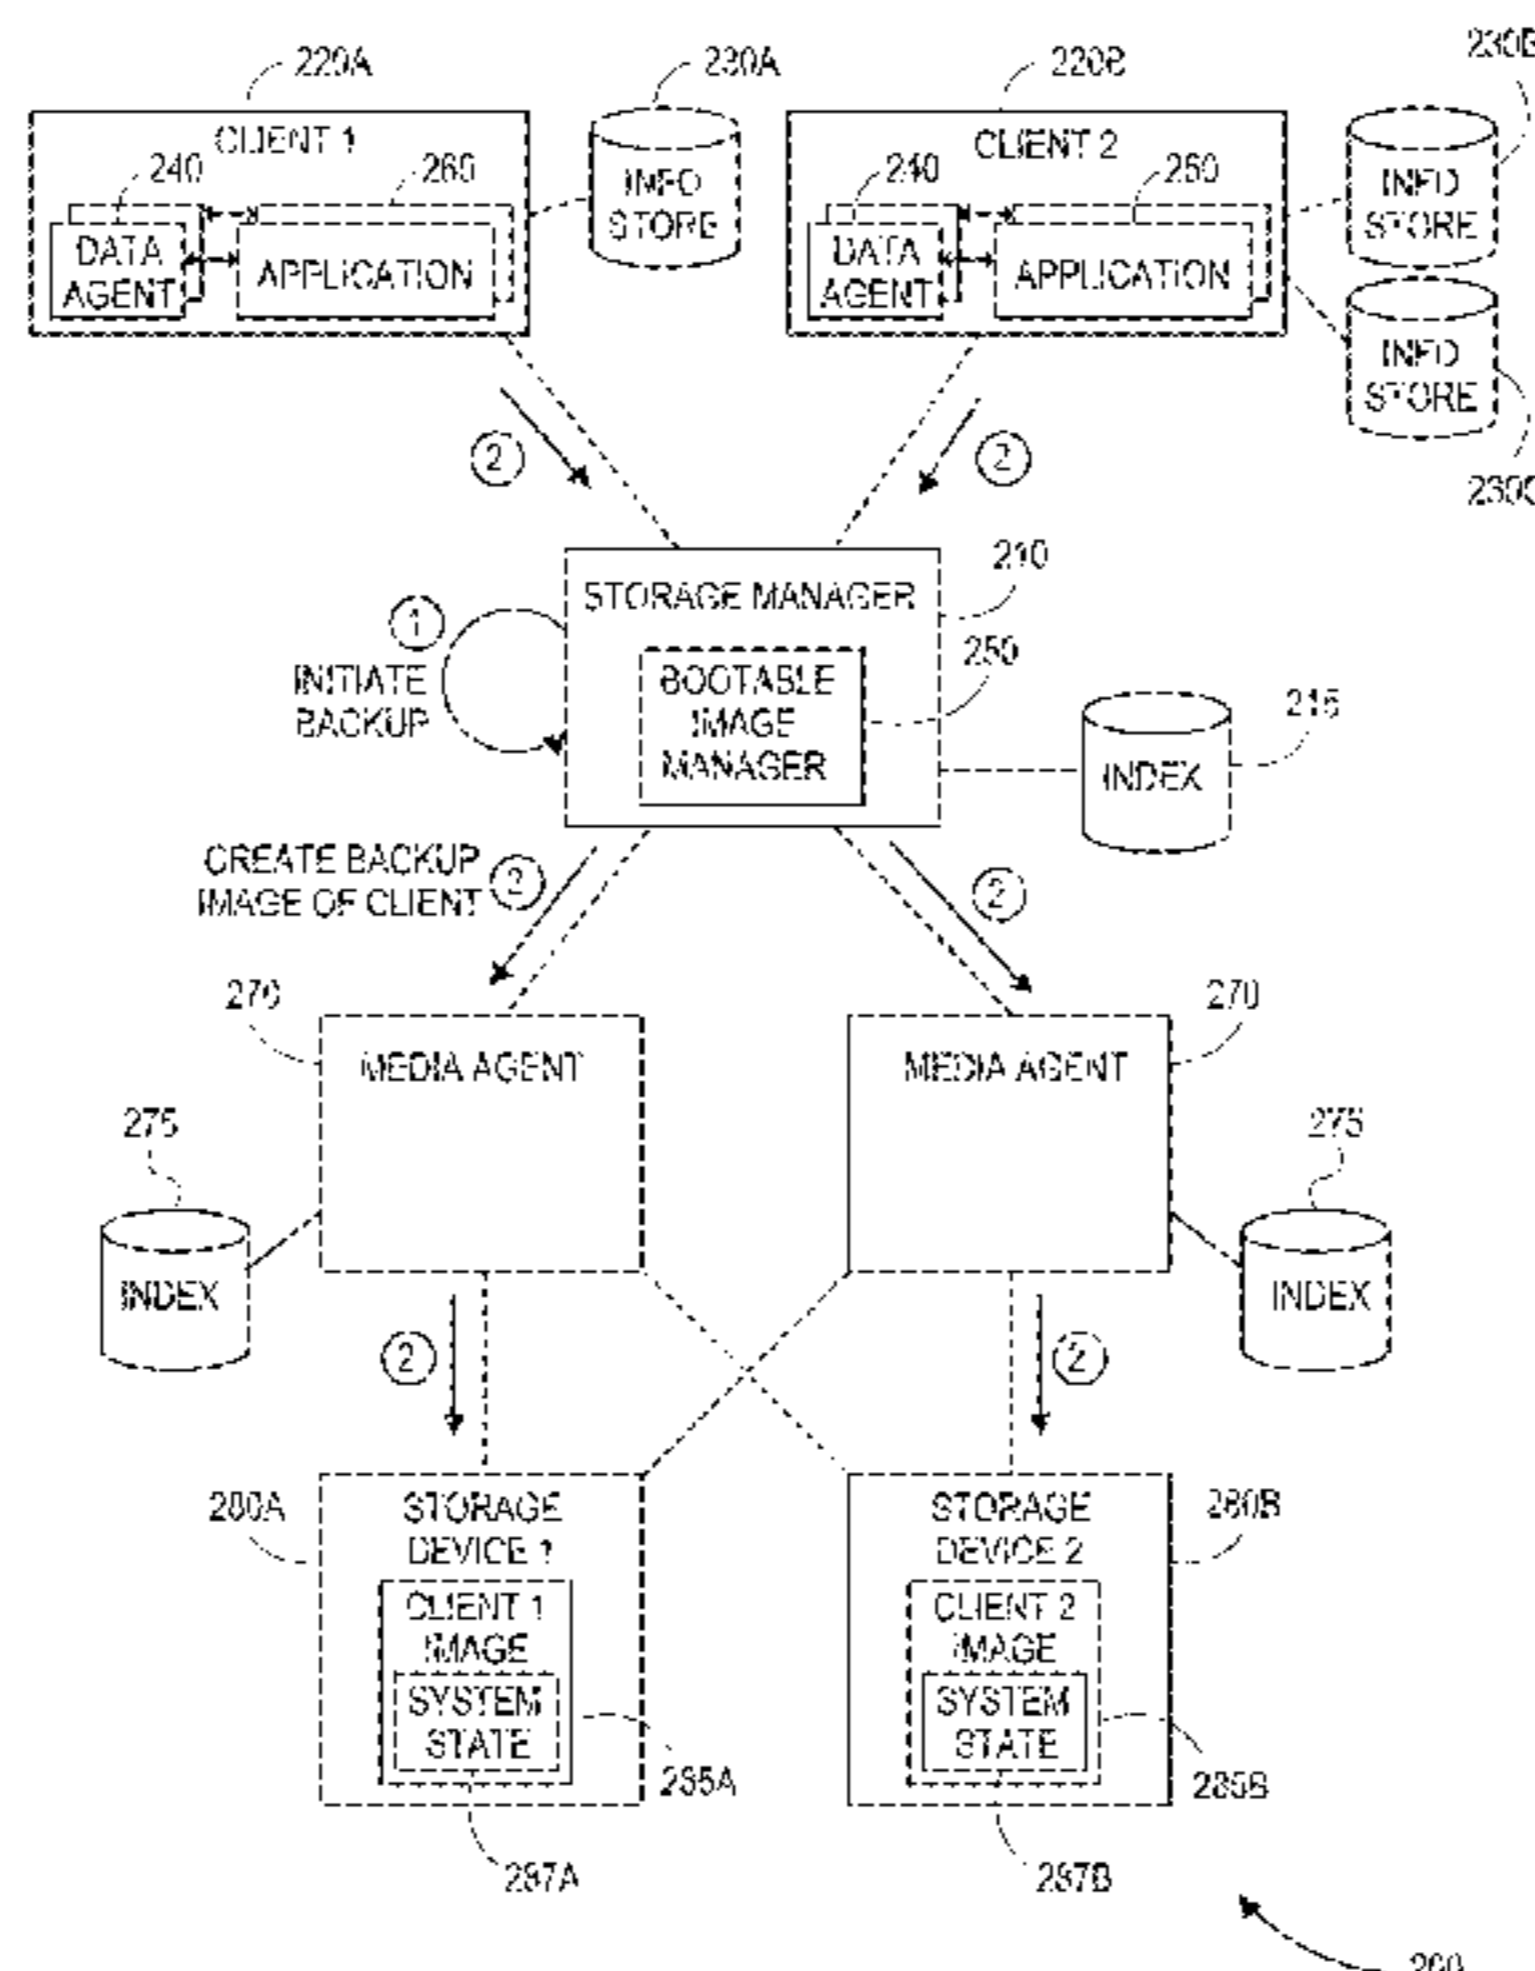 220A
230A
220B
230B
CLIENT 1
240
260
INFO
STORE
DATA
AGENT
APPLICATION
CLIENT 2
240
260
INFO
STORE
DATA
AGENT
APPLICATION
INFO
STORE
2
2
230C
210
STORAGE MANAGER
1
INITIATE
BACKUP
250
BOOTABLE
IMAGE
MANAGER
215
INDEX
CREATE BACKUP
IMAGE OF CLIENT
2
2
270
270
MEDIA AGENT
MEDIA AGENT
275
275
INDEX
INDEX
2
2
280A
STORAGE
DEVICE 1
CLIENT 1
IMAGE
SYSTEM
STATE
285A
287A
280B
STORAGE
DEVICE 2
CLIENT 2
IMAGE
SYSTEM
STATE
285B
287B